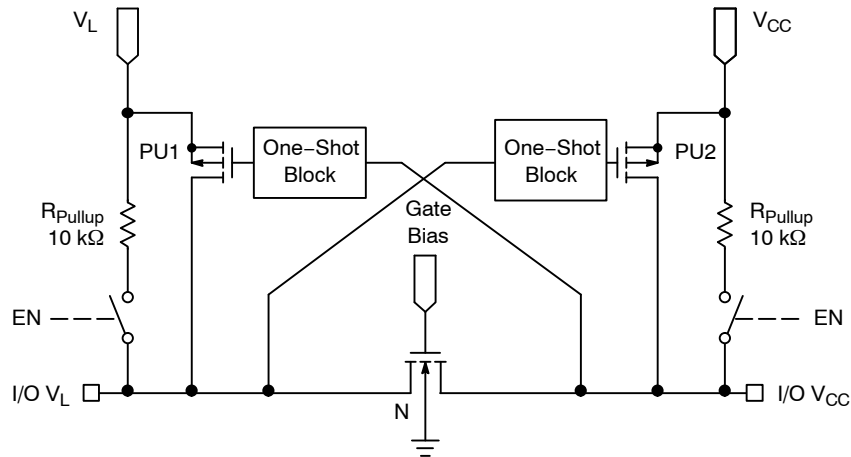 V_L
V_CC
PU1
One−Shot
Block
One−Shot
Block
PU2
R_Pullup
10 kΩ
Gate
Bias
R_Pullup
10 kΩ
EN
EN
I/O V_L
N
I/O V_CC